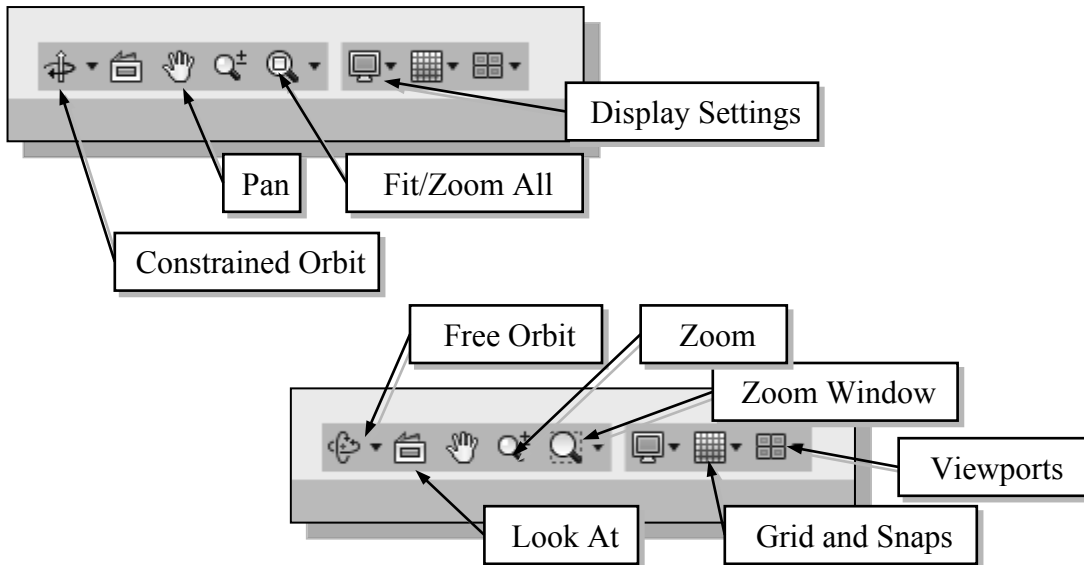 Display Settings
Pan
Fit/Zoom All
Constrained Orbit
Free Orbit
Zoom
Zoom Window
Viewports
Look At
Grid and Snaps